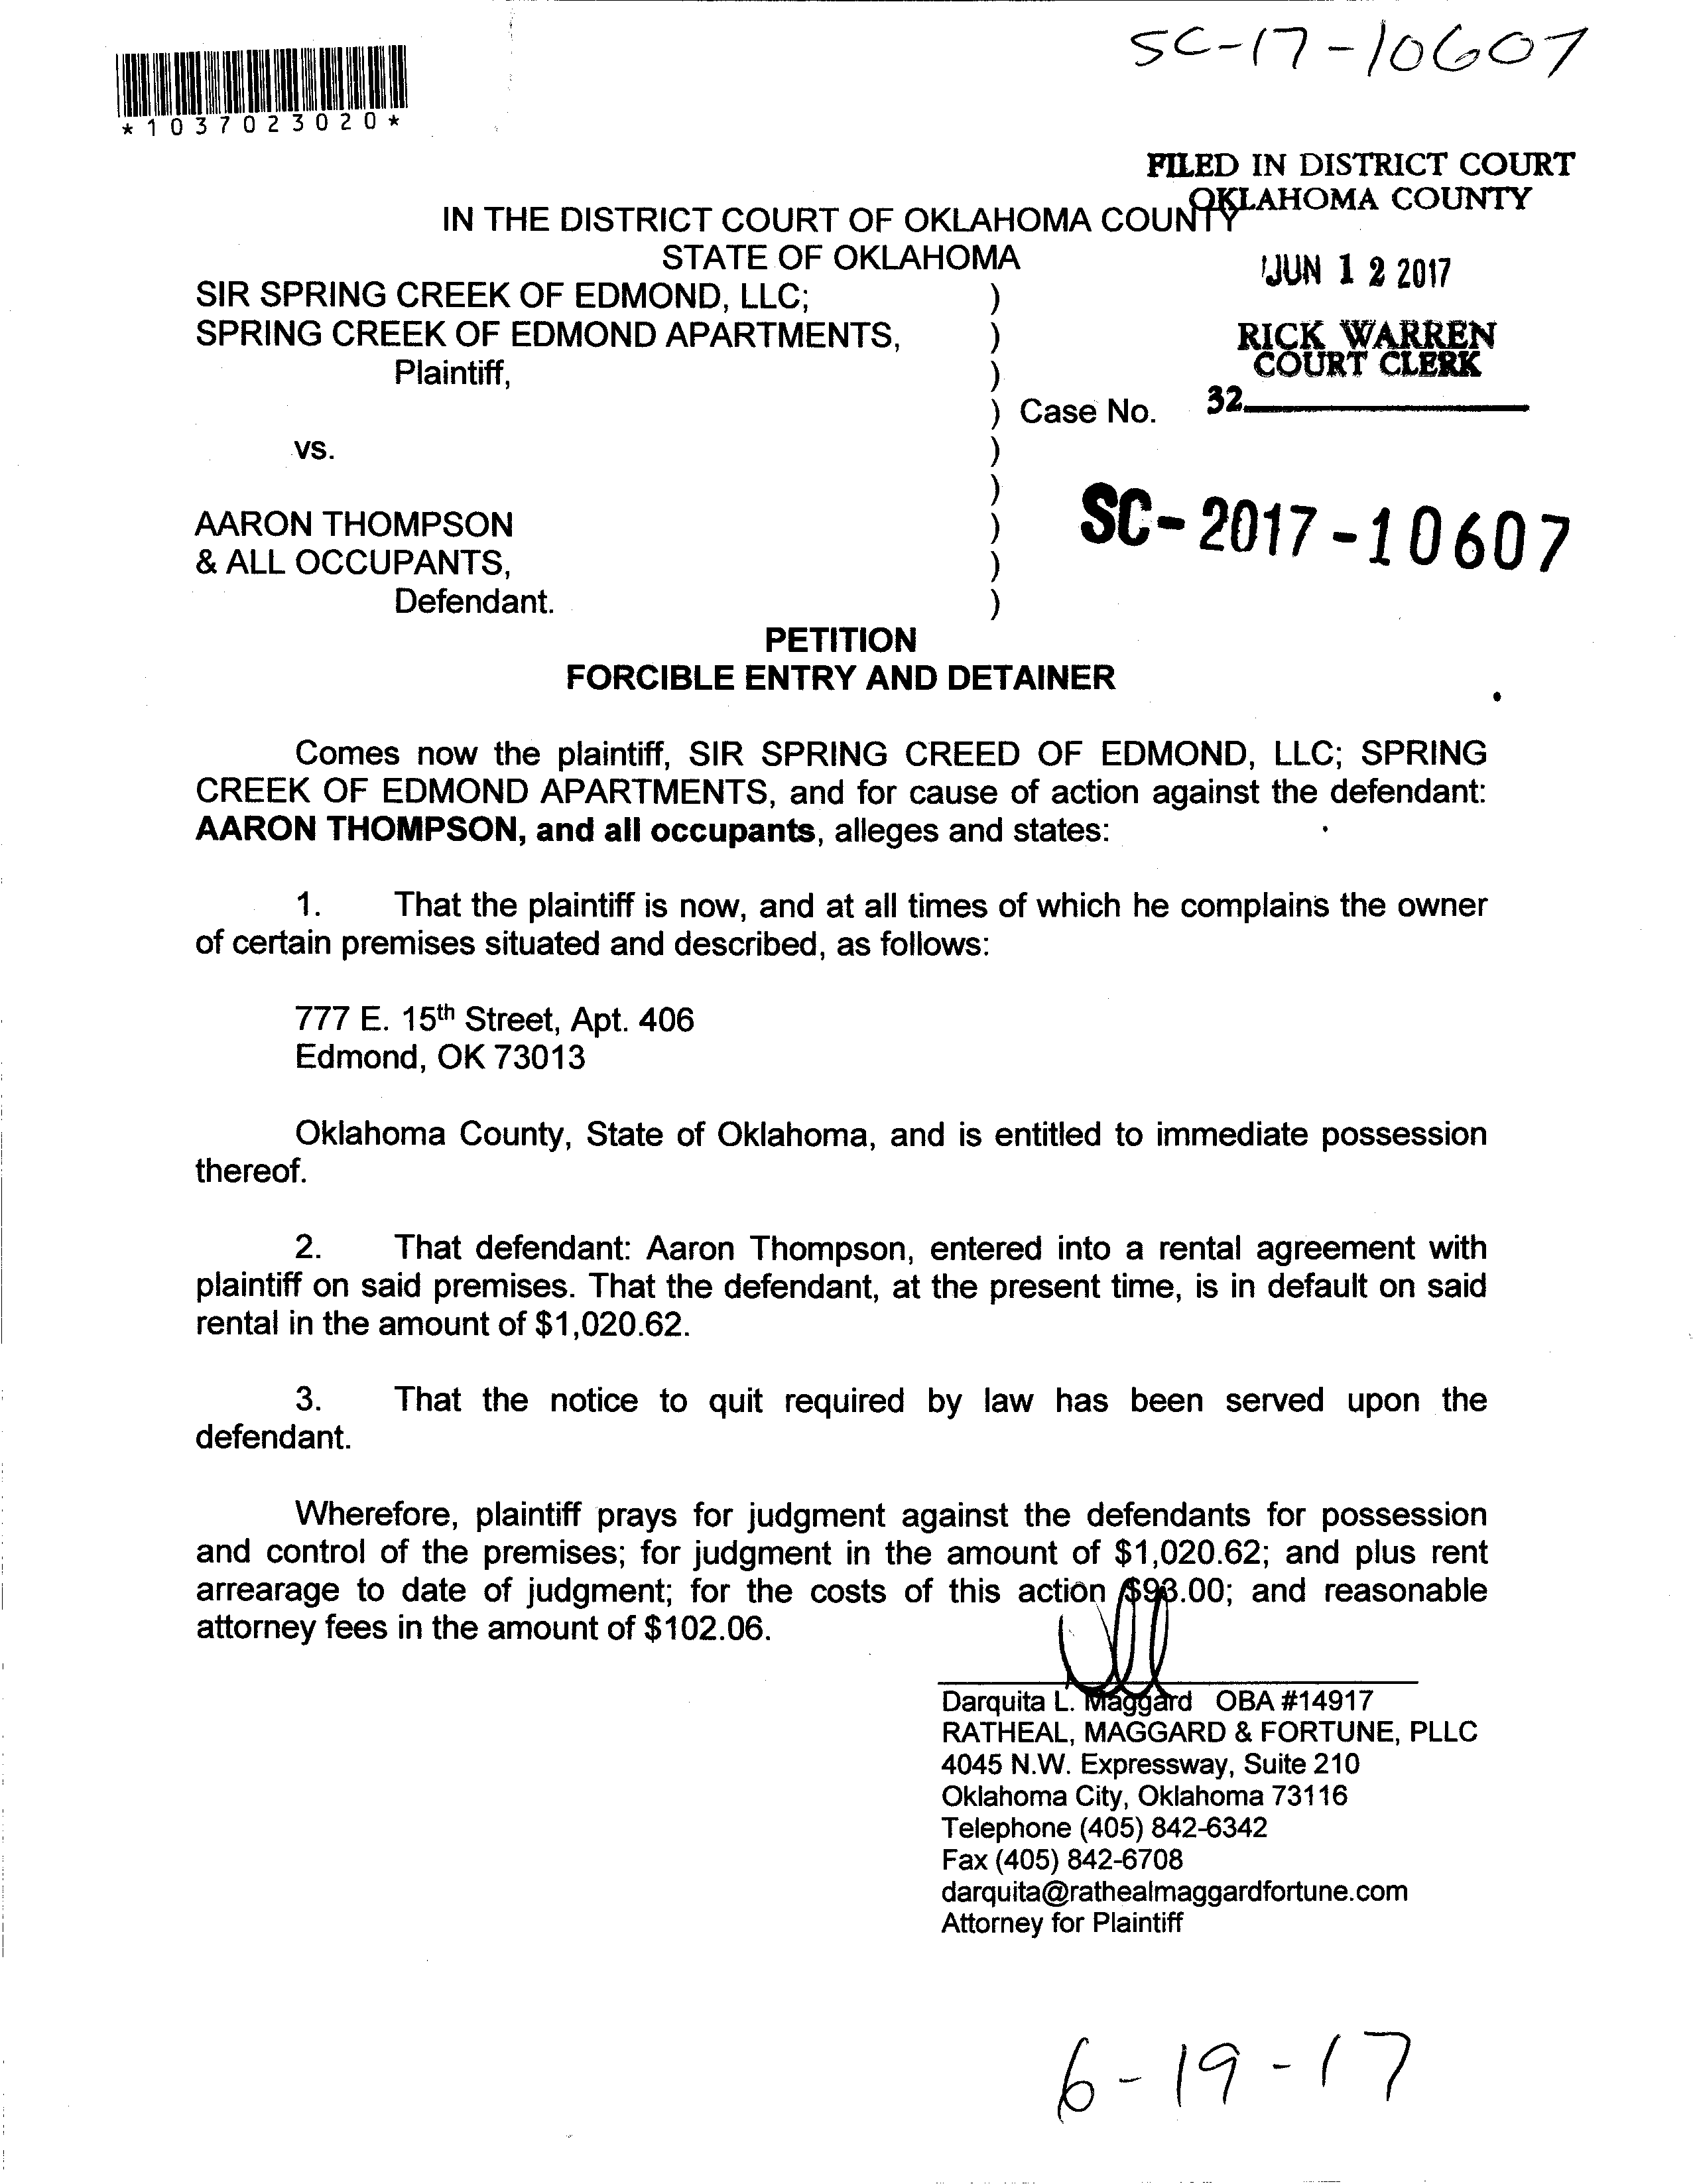 SC-17-10607
*1037023020*
FILED IN DISTRICT COURT
OKLAHOMA COUNTY
IN THE DISTRICT COURT OF OKLAHOMA COUNTY
STATE OF OKLAHOMA
JUN 12 2017
SIR SPRING CREEK OF EDMOND, LLC; )
SPRING CREEK OF EDMOND APARTMENTS, )
RICK WARREN
COURT CLERK
Plaintiff, )
) Case No. 32
vs. )
)
SC-2017-10607
AARON THOMPSON )
& ALL OCCUPANTS, )
Defendant. )
PETITION
FORCIBLE ENTRY AND DETAINER
Comes now the plaintiff, SIR SPRING CREED OF EDMOND, LLC; SPRING
CREEK OF EDMOND APARTMENTS, and for cause of action against the defendant:
AARON THOMPSON, and all occupants, alleges and states:
1. That the plaintiff is now, and at all times of which he complains the owner
of certain premises situated and described, as follows:
777 E. 15th Street, Apt. 406
Edmond, OK 73013
Oklahoma County, State of Oklahoma, and is entitled to immediate possession
thereof.
2. That defendant: Aaron Thompson, entered into a rental agreement with
plaintiff on said premises. That the defendant, at the present time, is in default on said
rental in the amount of $1,020.62.
3. That the notice to quit required by law has been served upon the
defendant.
Wherefore, plaintiff prays for judgment against the defendants for possession
and control of the premises; for judgment in the amount of $1,020.62; and plus rent
arrearage to date of judgment; for the costs of this action $93.00; and reasonable
attorney fees in the amount of $102.06.
Darquita L. Maggard OBA #14917
RATHEAL, MAGGARD & FORTUNE, PLLC
4045 N.W. Expressway, Suite 210
Oklahoma City, Oklahoma 73116
Telephone (405) 842-6342
Fax (405) 842-6708
darquita@rathealmaggardfortune.com
Attorney for Plaintiff
6-19-17